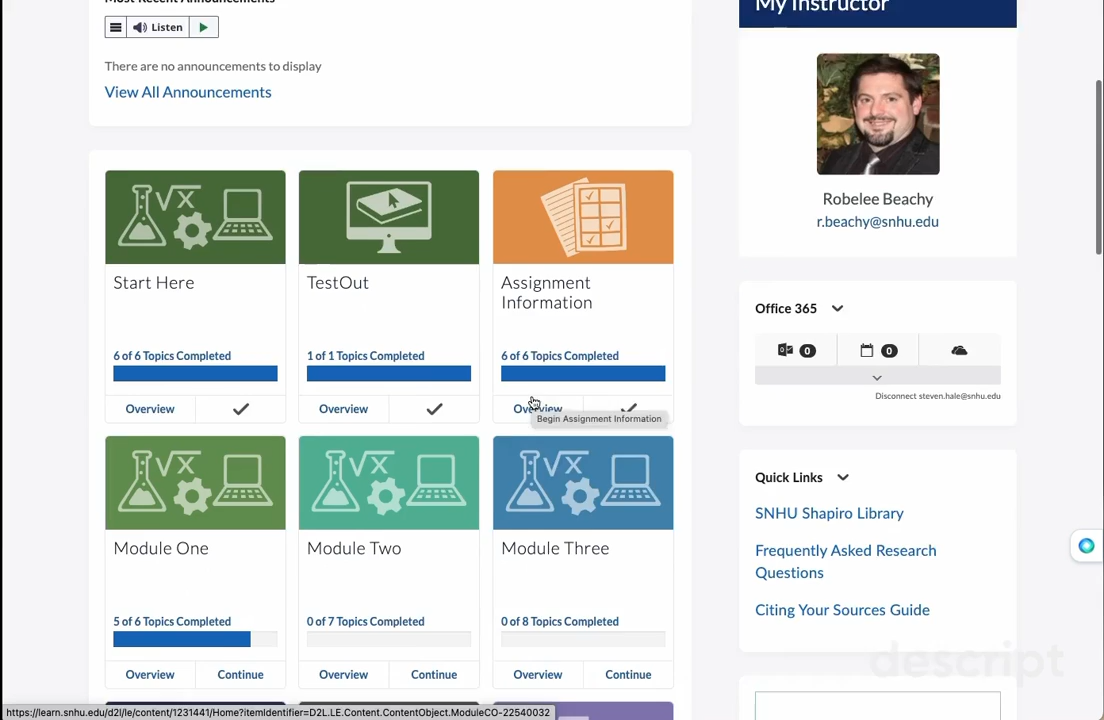 Most Recent Announcements
Listen
There are no announcements to display
View All Announcements
My Instructor
Robelee Beachy
r.beachy@snhu.edu
Start Here
6 of 6 Topics Completed
Overview
TestOut
1 of 1 Topics Completed
Overview
Assignment
Information
6 of 6 Topics Completed
Overview
Begin Assignment Information
Office 365
0
0
Disconnect steven.hale@snhu.edu
Module One
5 of 6 Topics Completed
Overview
Continue
Module Two
0 of 7 Topics Completed
Overview
Continue
Module Three
0 of 8 Topics Completed
Overview
Continue
Quick Links
SNHU Shapiro Library
Frequently Asked Research
Questions
Citing Your Sources Guide
descript
https://learn.snhu.edu/d2l/le/content/1231441/Home?itemIdentifier=D2L.LE.Content.ContentObject.ModuleCO-22540032